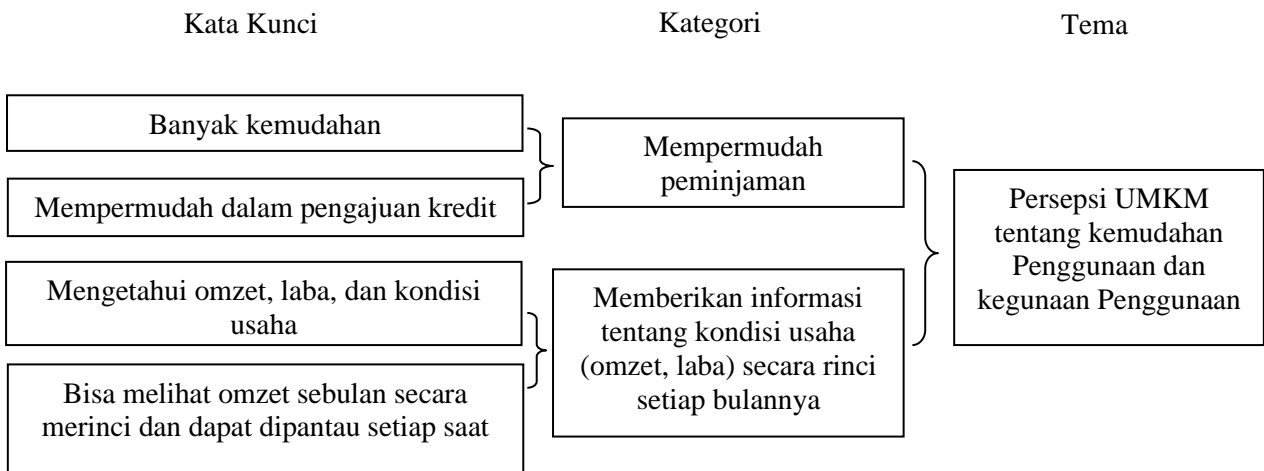 Kata Kunci
Kategori
Tema
Banyak kemudahan
Mempermudah dalam pengajuan kredit
Mengetahui omzet, laba, dan kondisi
usaha
Bisa melihat omzet sebulan secara
merinci dan dapat dipantau setiap saat
Mempermudah
peminjaman
Memberikan informasi
tentang kondisi usaha
(omzet, laba) secara rinci
setiap bulannya
Persepsi UMKM
tentang kemudahan
Penggunaan dan
kegunaan Penggunaan